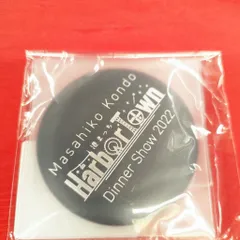 Masahiko Kondo
Harbor Town
Dinner Show 2022